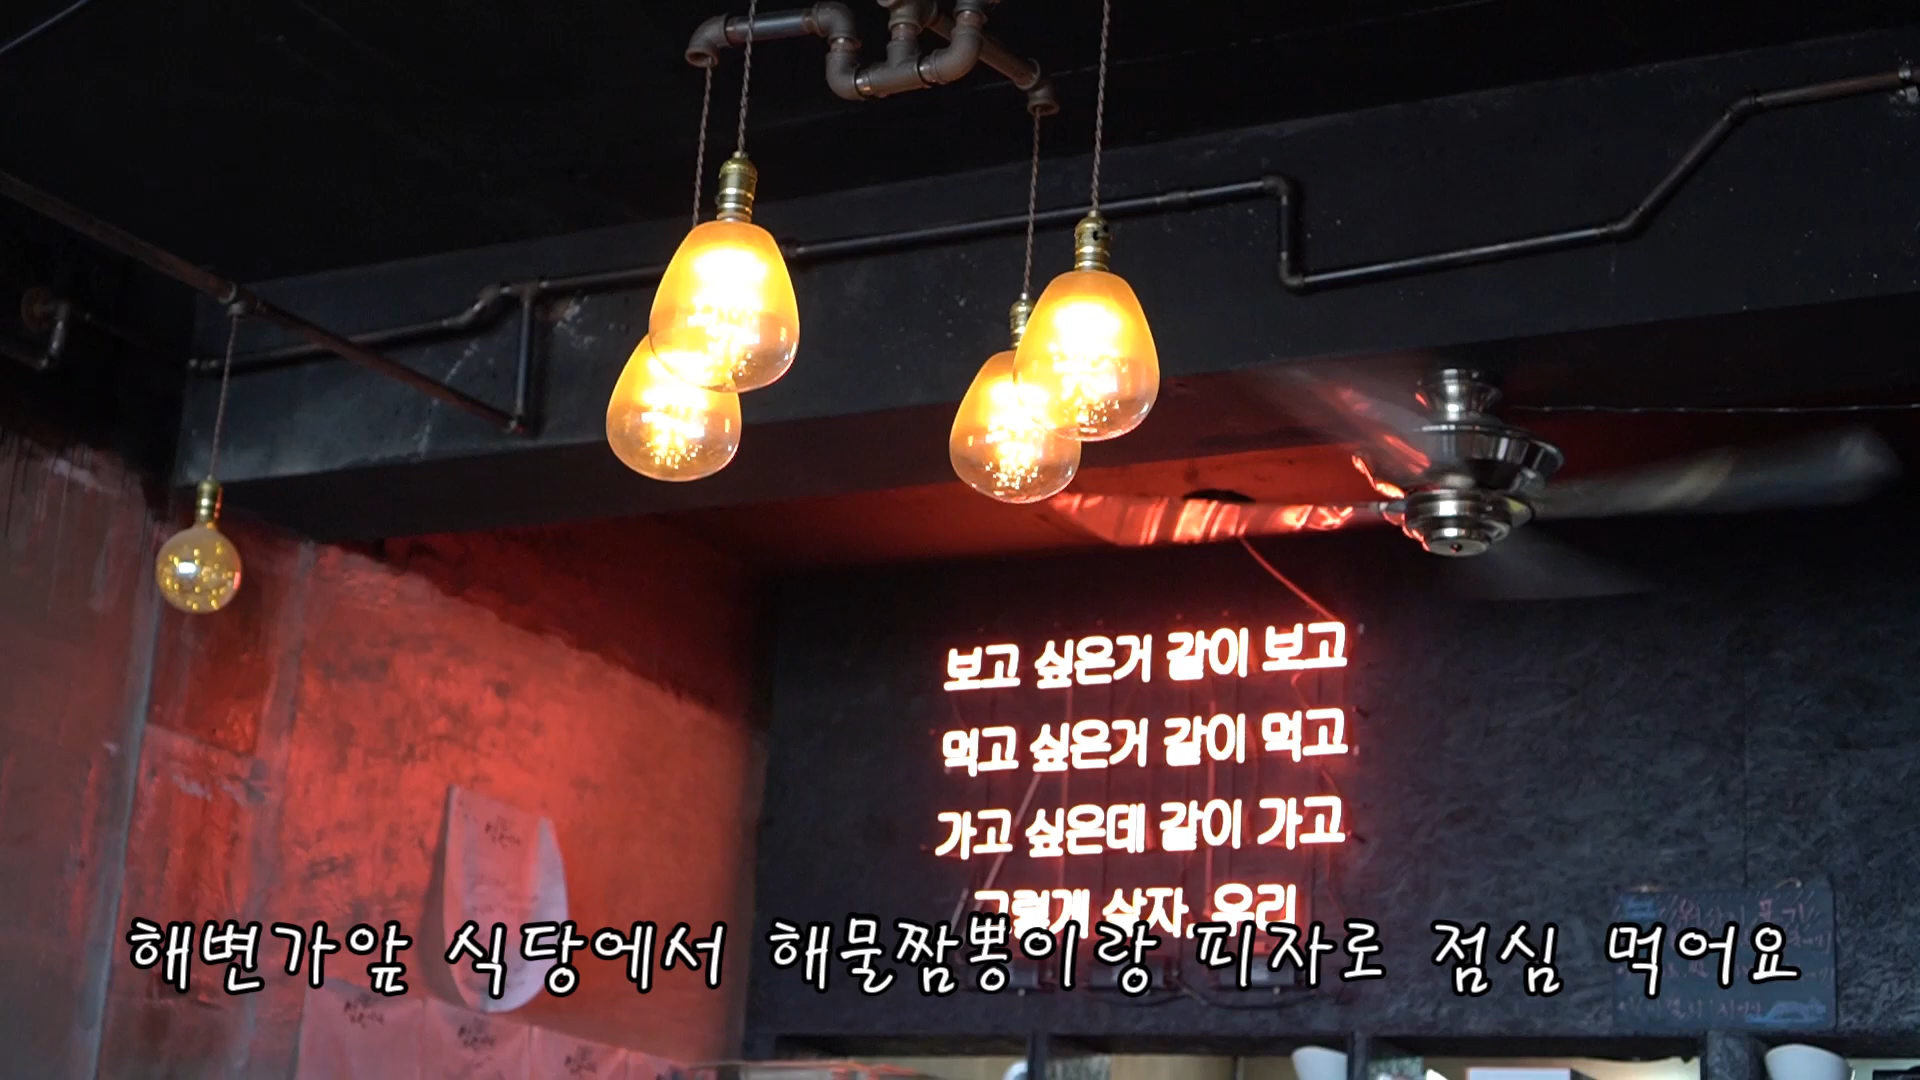 보고 싶은거 같이 보고
먹고 싶은거 같이 먹고
가고 싶은데 같이 가고
그렇게 살자, 우리
해변가앞 식당에서 해물짬뽕이랑 피자로 점심 먹어요